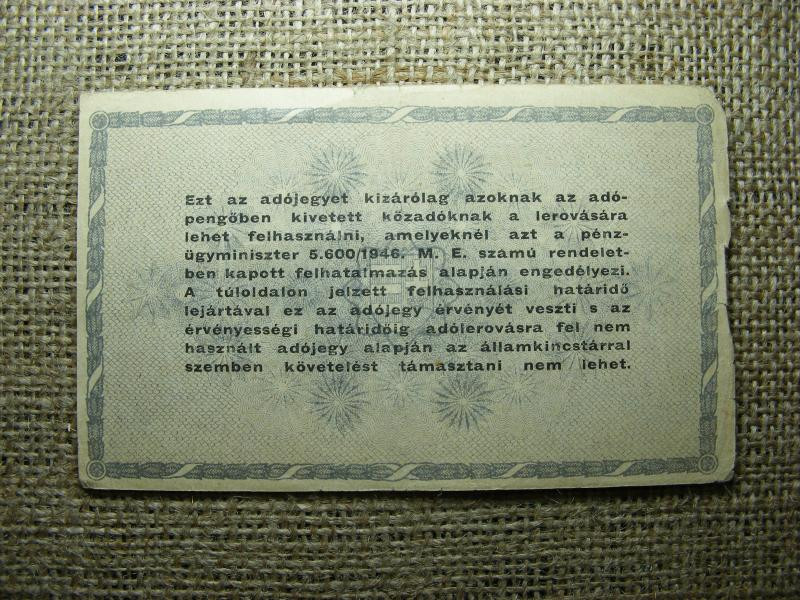 Ezt az adójegyet kizárólag azoknak az adó-
pengőben kivetett közadóknak a lerovására
lehet felhasználni, amelyeknél azt a pénz-
ügyminiszter 5.600/1946. M. E. számú rendelet-
ben kapott felhatalmazás alapján engedélyezi.
A túloldalon jelzett felhasználási határidő
lejártával ez az adójegy érvényét veszti s az
érvényességi határidőig adólerovásra fel nem
használt adójegy alapján az államkincstárral
szemben követelést támasztani nem lehet.